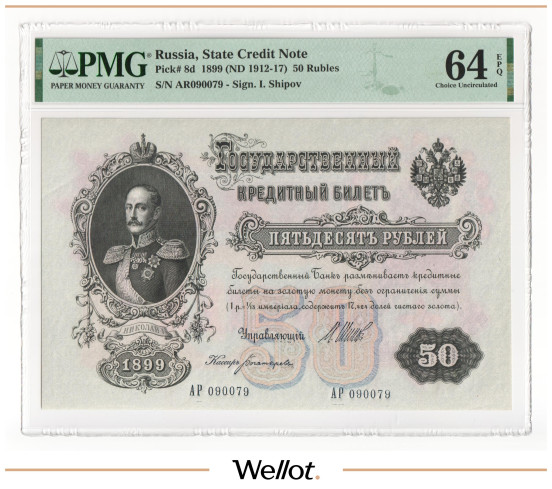 PMG
PAPER MONEY GUARANTY
Russia, State Credit Note
Pick# 8d 1899 (ND 1912-17) 50 Rubles
S/N AR090079 - Sign. I. Shipov
64 EPQ
Choice Uncirculated
Государственный
КРЕДИТНЫЙ БИЛЕТЪ
ПЯТЬДЕСЯТЪ РУБЛЕЙ
Государственный Банкъ размѣниваетъ кредитные
билеты на золотую монету безъ ограниченія суммы
(1 р.= 1/15 имперіала, содержитъ 17,424 долей чистаго золота).
50
Управляющій
Кассиръ
НИКОЛАЙ I
1899
50
АР 090079
АР 090079
Wellot.